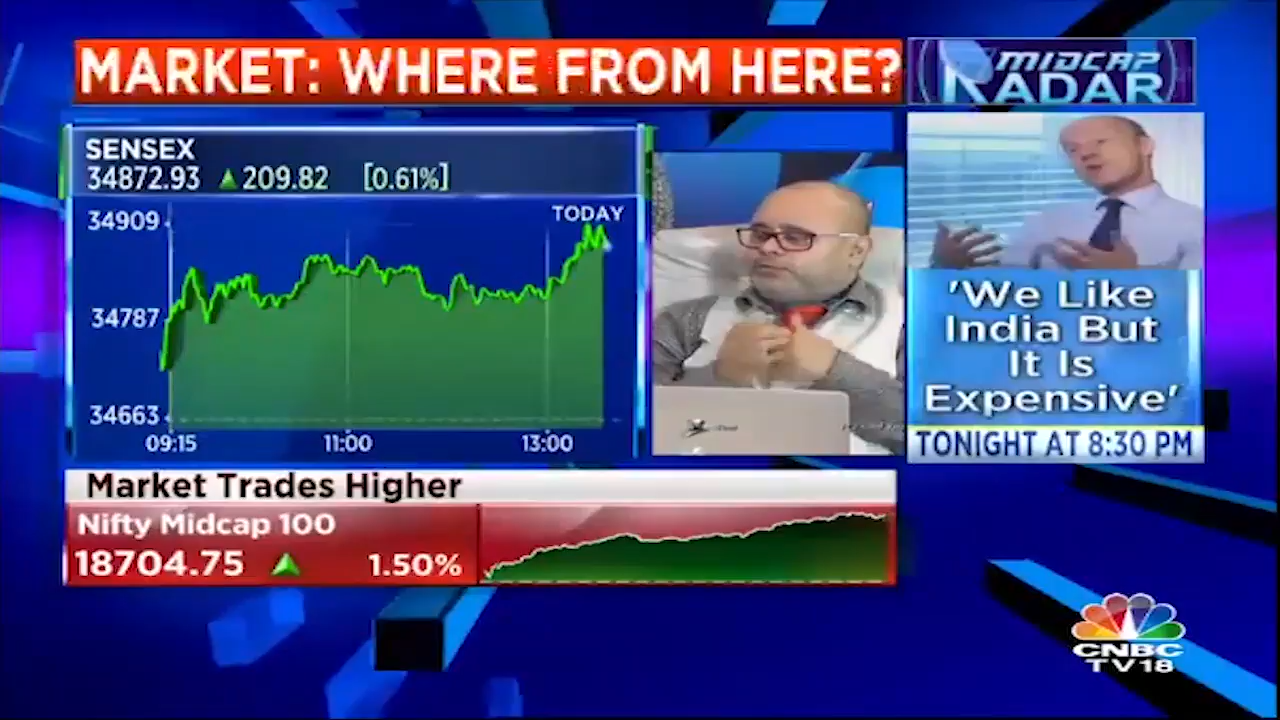 MARKET: WHERE FROM HERE?
MIDCAP
RADAR
SENSEX
34872.93 ▲ 209.82 [0.61%]
TODAY
34909
34787
34663
09:15 11:00 13:00
'We Like
India But
It Is
Expensive'
TONIGHT AT 8:30 PM
Market Trades Higher
Nifty Midcap 100
18704.75 ▲ 1.50%
CNBC
TV18